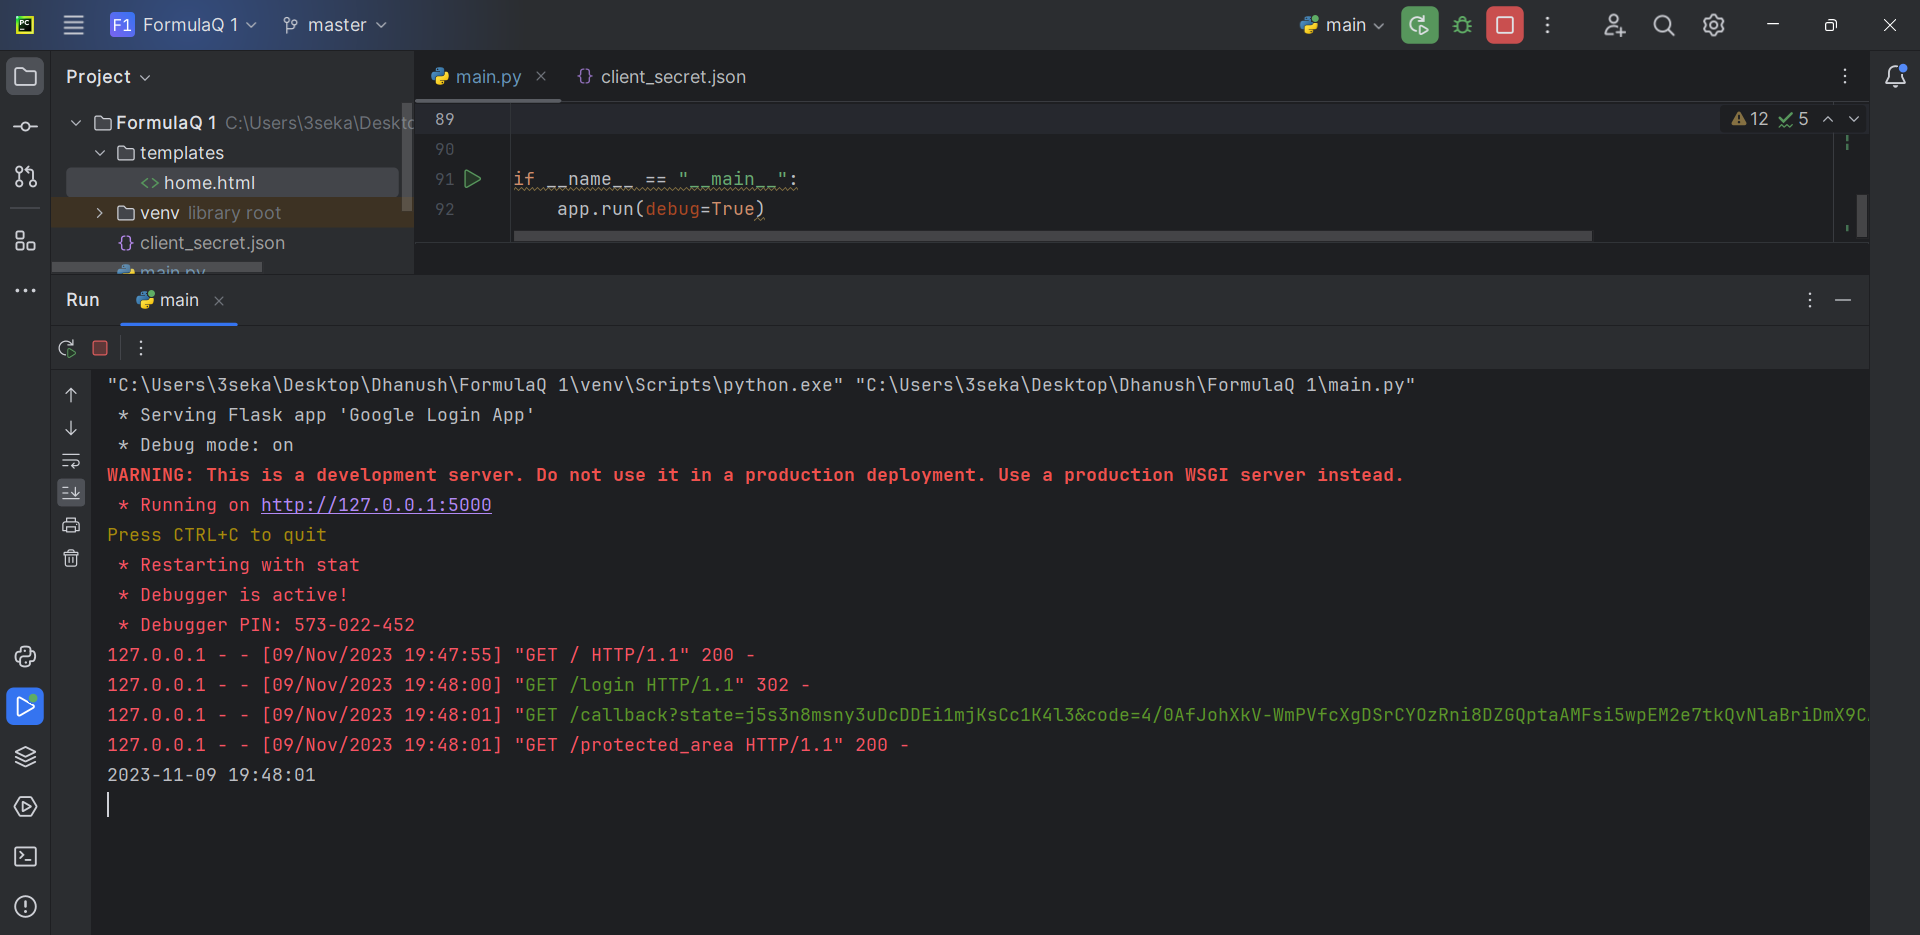 F1 FormulaQ 1 master main
Project
main.py client_secret.json
FormulaQ 1 C:\Users\3seka\Deskto
templates
<> home.html
venv library root
{} client_secret.json
main.py
89
90
91 if __name__ == "__main__":
92 app.run(debug=True)
12 5
Run main
"C:\Users\3seka\Desktop\Dhanush\FormulaQ 1\venv\Scripts\python.exe" "C:\Users\3seka\Desktop\Dhanush\FormulaQ 1\main.py"
* Serving Flask app 'Google Login App'
* Debug mode: on
WARNING: This is a development server. Do not use it in a production deployment. Use a production WSGI server instead.
* Running on http://127.0.0.1:5000
Press CTRL+C to quit
* Restarting with stat
* Debugger is active!
* Debugger PIN: 573-022-452
127.0.0.1 - - [09/Nov/2023 19:47:55] "GET / HTTP/1.1" 200 -
127.0.0.1 - - [09/Nov/2023 19:48:00] "GET /login HTTP/1.1" 302 -
127.0.0.1 - - [09/Nov/2023 19:48:01] "GET /callback?state=j5s3n8msny3uDcDDEi1mjKsCc1K4l3&code=4/0AfJohXkV-WmPVfcXgDSrCYOzRni8DZGQptaAMFsi5wpEM2e7tkQvNlaBriDmX9C
127.0.0.1 - - [09/Nov/2023 19:48:01] "GET /protected_area HTTP/1.1" 200 -
2023-11-09 19:48:01